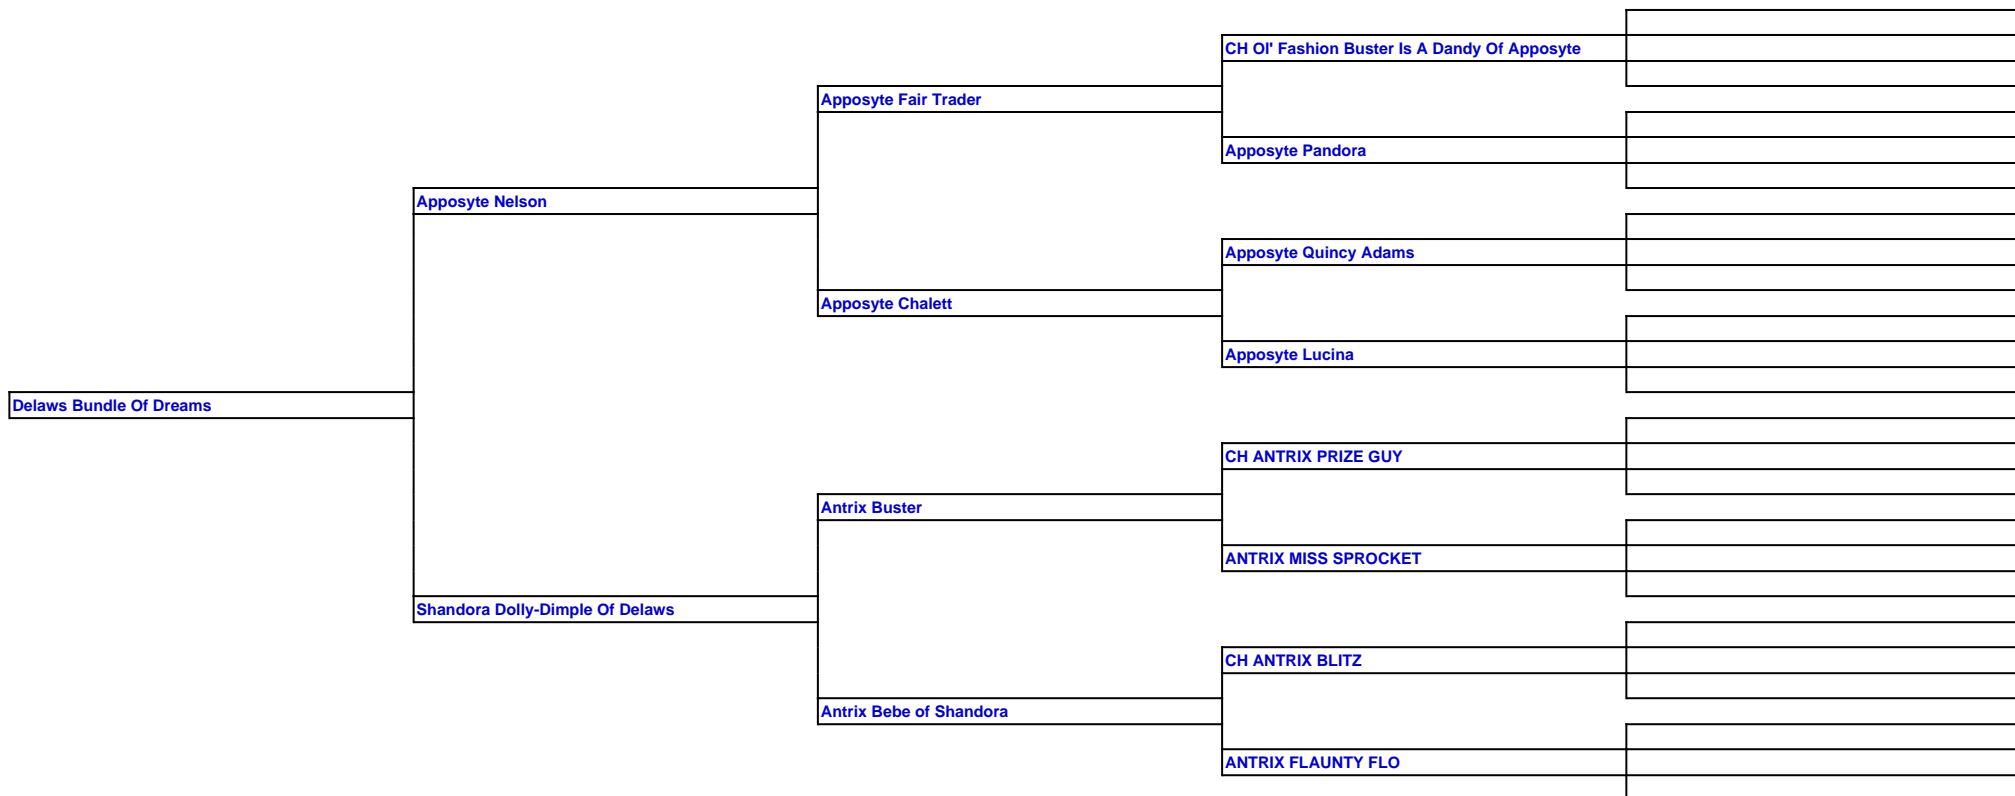 CH Ol' Fashion Buster Is A Dandy Of Apposyte
Apposyte Fair Trader
Apposyte Pandora
Apposyte Nelson
Apposyte Quincy Adams
Apposyte Chalett
Apposyte Lucina
Delaws Bundle Of Dreams
CH ANTRIX PRIZE GUY
Antrix Buster
ANTRIX MISS SPROCKET
Shandora Dolly-Dimple Of Delaws
CH ANTRIX BLITZ
Antrix Bebe of Shandora
ANTRIX FLAUNTY FLO